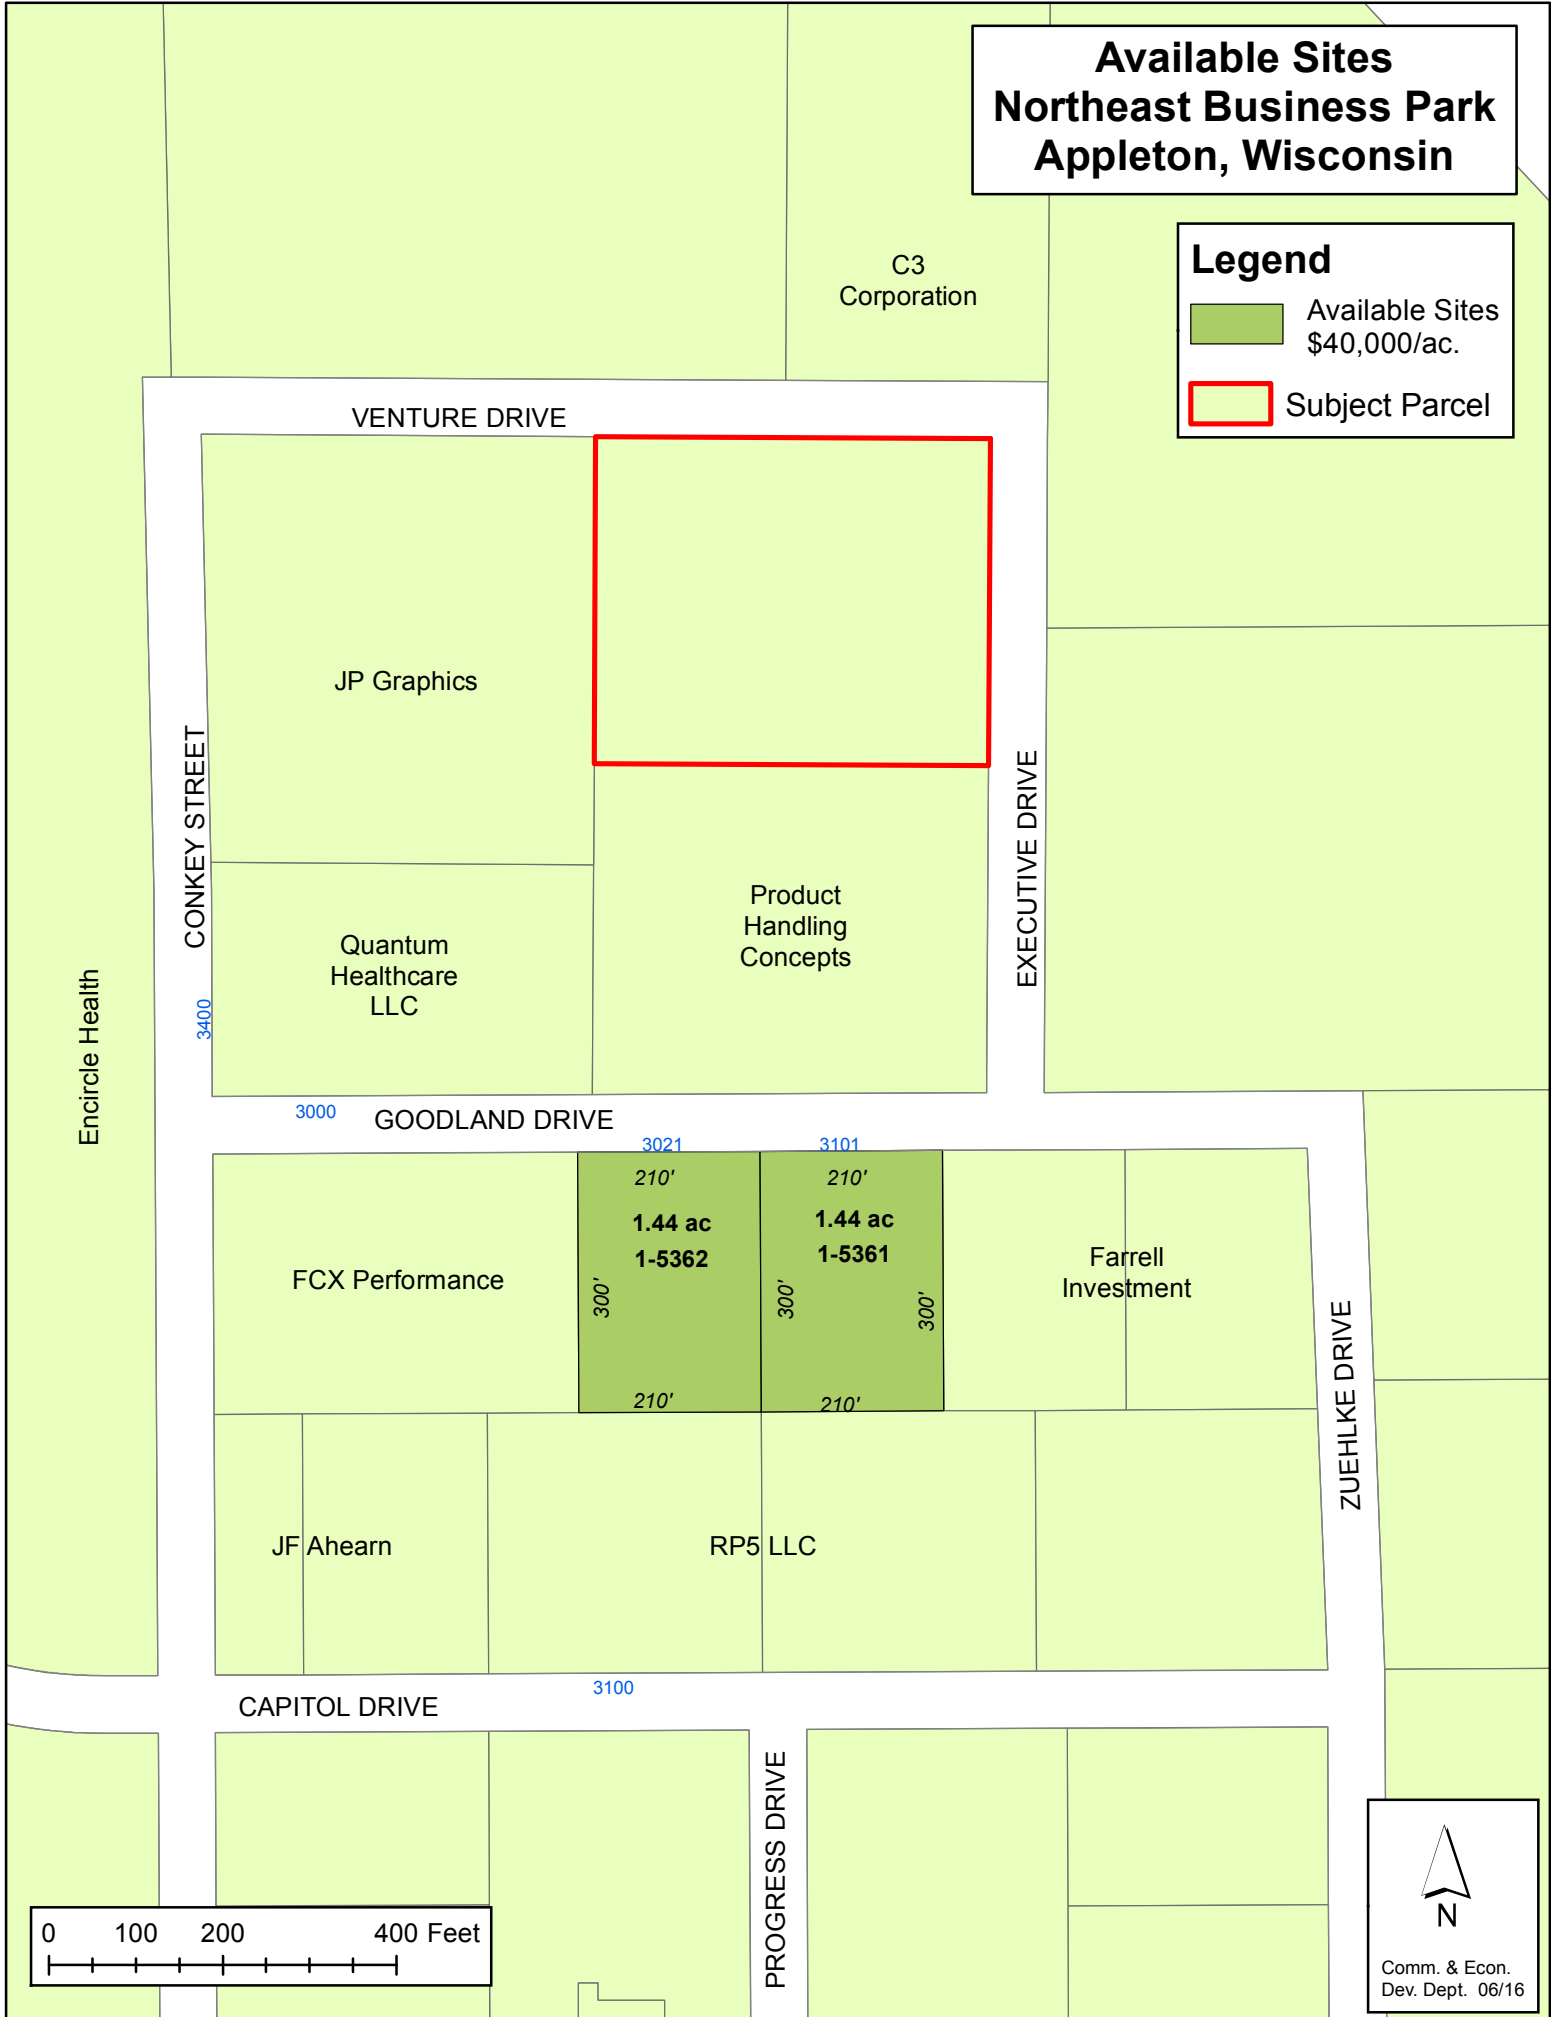 Available Sites
Northeast Business Park
Appleton, Wisconsin
Legend
Available Sites
$40,000/ac.
Subject Parcel
C3
Corporation
VENTURE DRIVE
JP Graphics
CONKEY STREET
EXECUTIVE DRIVE
Product
Handling
Concepts
Quantum
Healthcare
LLC
3400
Encircle Health
3000
GOODLAND DRIVE
3021
3101
210'
210'
1.44 ac
1-5362
1.44 ac
1-5361
300'
300'
300'
210'
210'
FCX Performance
Farrell
Investment
ZUEHLKE DRIVE
JF Ahearn
RP5 LLC
3100
CAPITOL DRIVE
PROGRESS DRIVE
0 100 200 400 Feet
N
Comm. & Econ.
Dev. Dept. 06/16